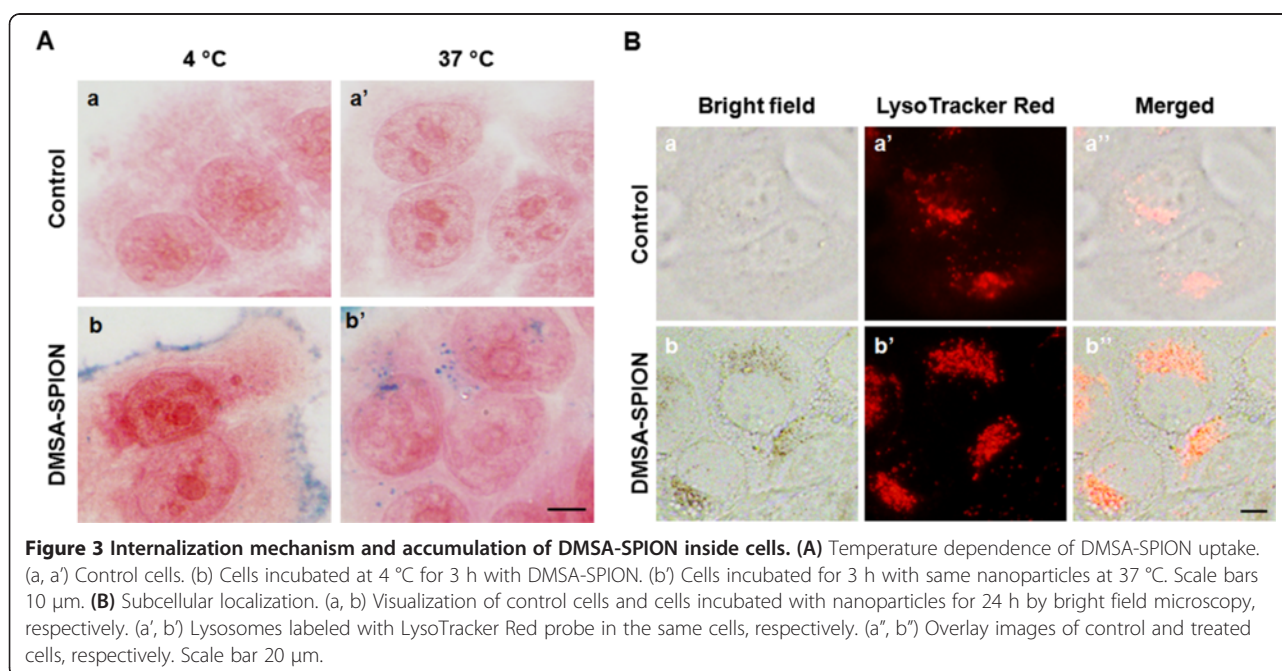 A
4 °C
37 °C
B
Bright field
LysoTracker Red
Merged
Control
a
a'
a
a'
a''
Control
DMSA-SPION
b
b'
b
b'
b''
DMSA-SPION
Figure 3 Internalization mechanism and accumulation of DMSA-SPION inside cells. (A) Temperature dependence of DMSA-SPION uptake.
(a, a’) Control cells. (b) Cells incubated at 4 °C for 3 h with DMSA-SPION. (b’) Cells incubated for 3 h with same nanoparticles at 37 °C. Scale bars
10 μm. (B) Subcellular localization. (a, b) Visualization of control cells and cells incubated with nanoparticles for 24 h by bright field microscopy,
respectively. (a’, b’) Lysosomes labeled with LysoTracker Red probe in the same cells, respectively. (a”, b”) Overlay images of control and treated
cells, respectively. Scale bar 20 μm.